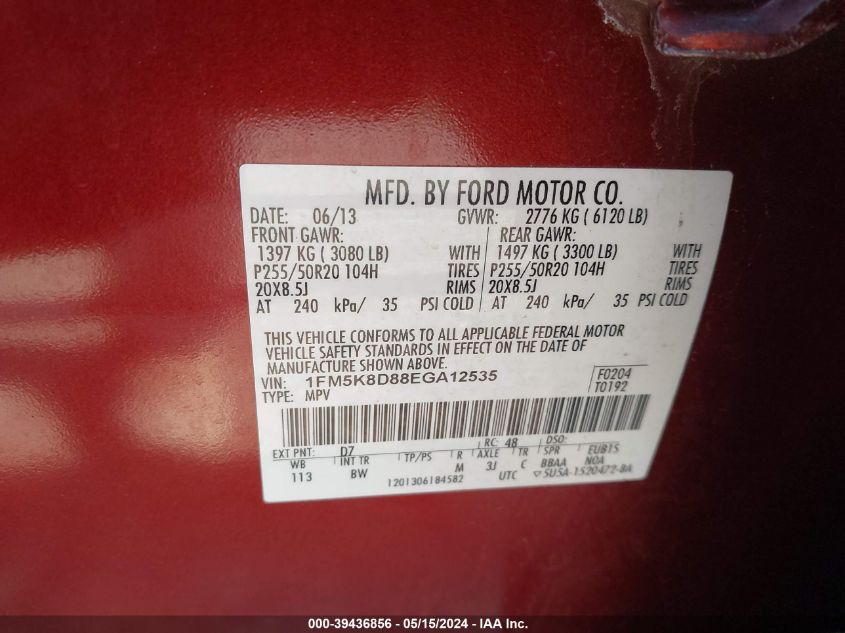 MFD. BY FORD MOTOR CO.
DATE: 06/13 GVWR: 2776 KG ( 6120 LB)
FRONT GAWR: REAR GAWR:
1397 KG ( 3080 LB) WITH 1497 KG ( 3300 LB) WITH
P255/50R20 104H TIRES P255/50R20 104H TIRES
20X8.5J RIMS 20X8.5J RIMS
AT 240 kPa/ 35 PSI COLD AT 240 kPa/ 35 PSI COLD
THIS VEHICLE CONFORMS TO ALL APPLICABLE FEDERAL MOTOR
VEHICLE SAFETY STANDARDS IN EFFECT ON THE DATE OF
MANUFACTURE SHOWN ABOVE.
VIN: 1FM5K8D88EGA12535 F0204
TYPE: MPV T0192
EXT PNT: D7 RC: 48 DSO:
WB INT TR TP/PS R AXLE TR SPR EUBTS
113 BW M 3J C BBAA NOA
1201306184582 UTC ▽5USA-1520472-BA
000-39436856 - 05/15/2024 - IAA Inc.